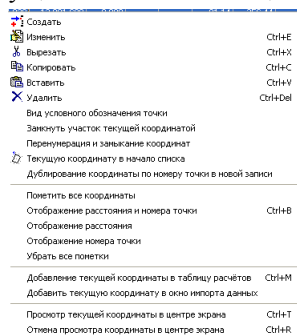 Создать
Изменить Ctrl+E
Вырезать Ctrl+X
Копировать Ctrl+C
Вставить Ctrl+V
Удалить Ctrl+Del
Вид условного обозначения точки
Замкнуть участок текущей координатой
Перенумерация и замыкание координат
Текущую координату в начало списка
Дублирование координаты по номеру точки в новой записи
Пометить все координаты
Отображение расстояния и номера точки Ctrl+B
Отображение расстояния
Отображение номера точки
Убрать все пометки
Добавление текущей координаты в таблицу расчётов Ctrl+M
Добавить текущую координату в окно импорта данных
Просмотр текущей координаты в центре экрана Ctrl+T
Отмена просмотра координаты в центре экрана Ctrl+R